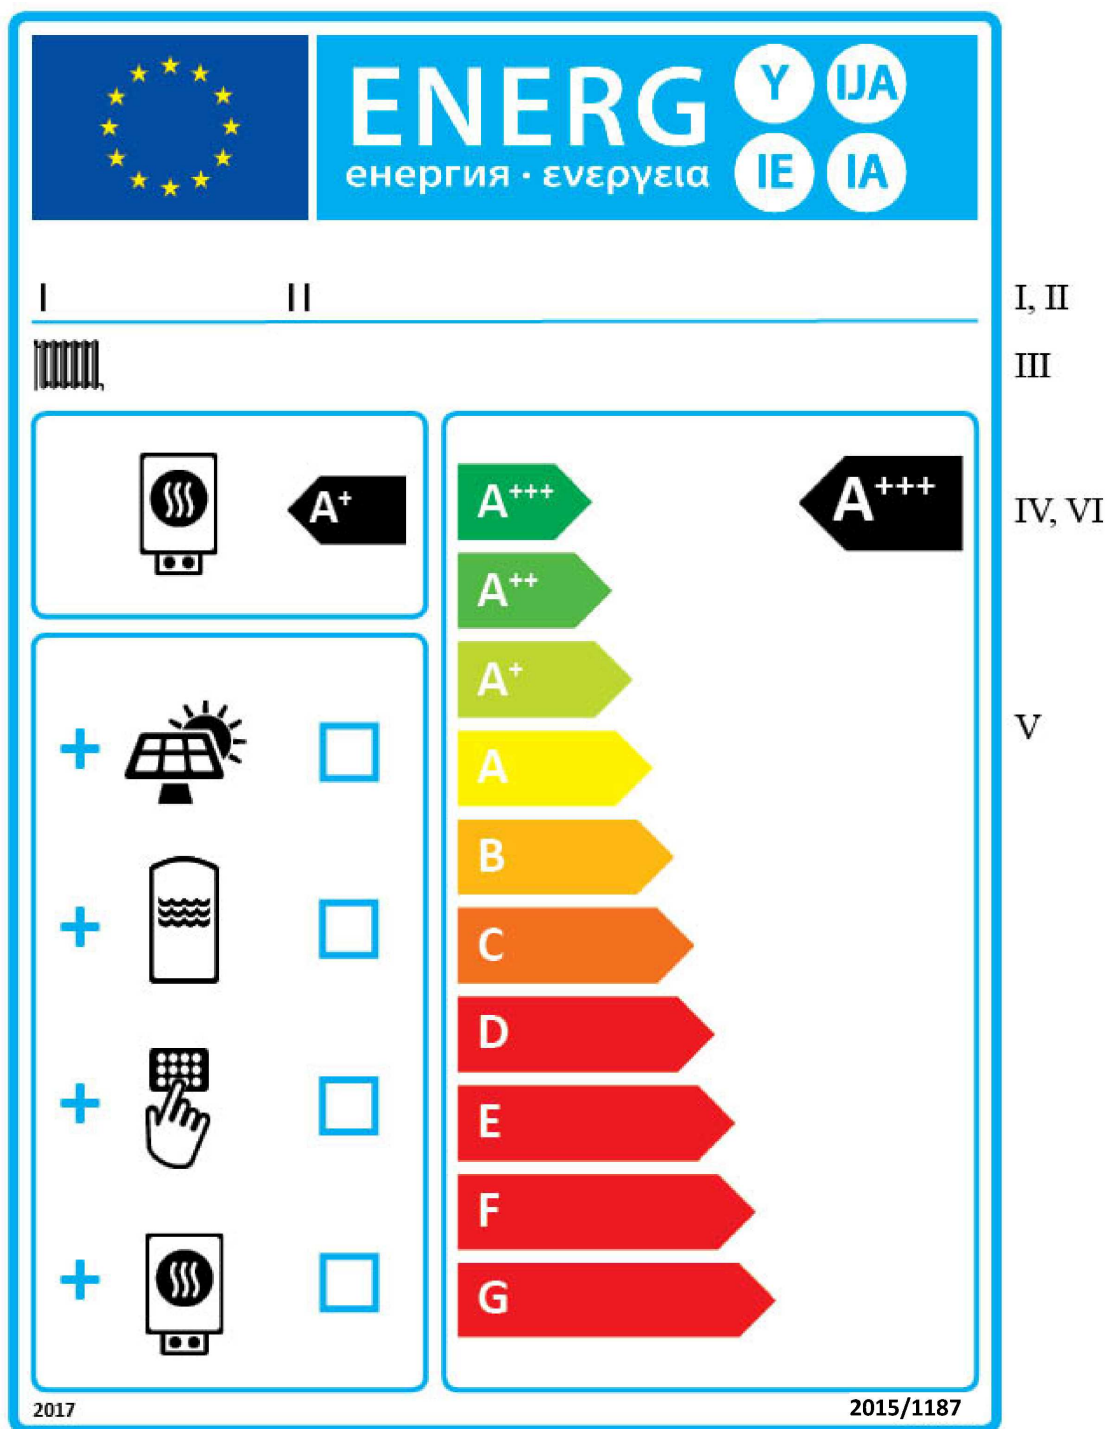 ENERG Y IJA
енергия · ενεργεια IE IA
I II I, II
III
A⁺ A⁺⁺⁺ A⁺⁺⁺ IV, VI
A⁺⁺
A⁺
V
A
B
C
D
E
F
G
2017 2015/1187